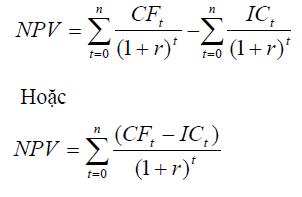 NPV = \sum_{t=0}^{n} \frac{CF_t}{(1+r)^t} - \sum_{t=0}^{n} \frac{IC_t}{(1+r)^t}
Hoặc
NPV = \sum_{t=0}^{n} \frac{(CF_t - IC_t)}{(1+r)^t}